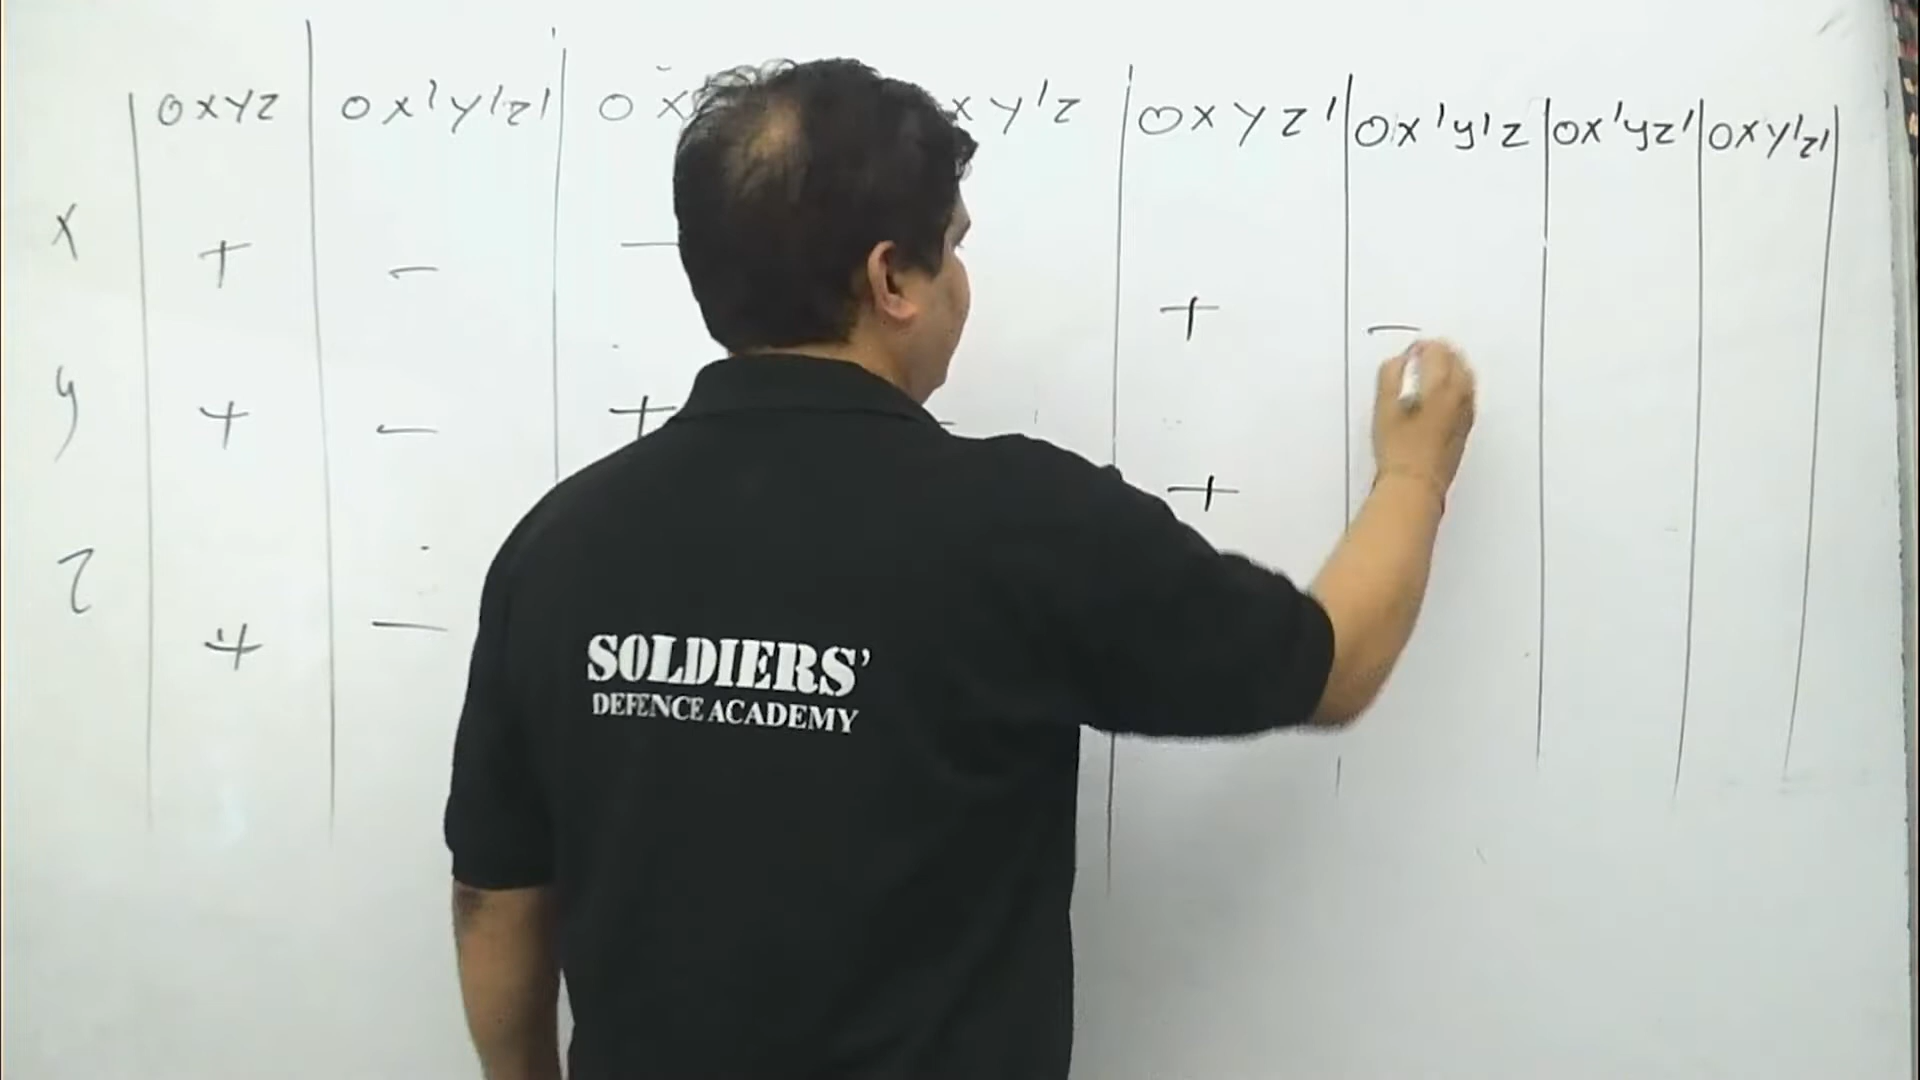 OXYZ OX'Y'Z' OX XY'Z OXYZ' OX'Y'Z OX'YZ' OXY'Z'
X + - - + -
Y + - + - +
Z + -
SOLDIERS'
DEFENCE ACADEMY